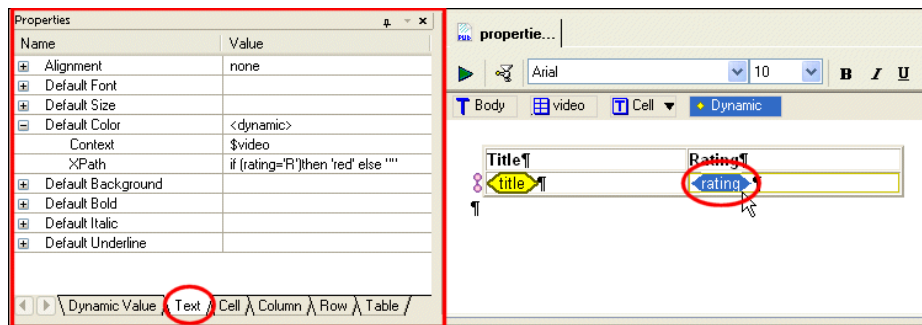 Properties
Name Value
Alignment none
Default Font
Default Size
Default Color <dynamic>
Context $video
XPath if (rating='R')then 'red' else ""
Default Background
Default Bold
Default Italic
Default Underline
Dynamic Value Text Cell Column Row Table
propertie...
Arial 10 B I U
T Body video T Cell Dynamic
Title¶ Rating¶
title ¶ rating ¶
¶